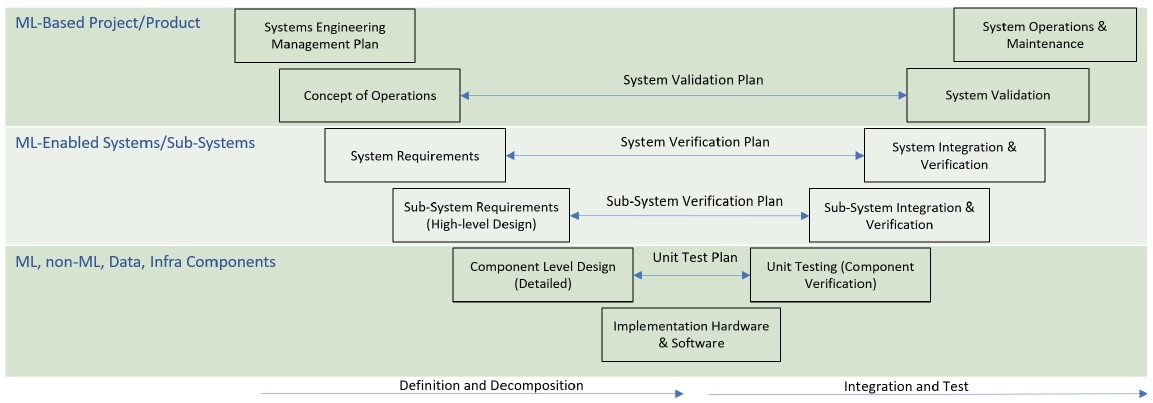 ML-Based Project/Product
Systems Engineering
Management Plan
System Operations &
Maintenance
Concept of Operations
System Validation Plan
System Validation
ML-Enabled Systems/Sub-Systems
System Requirements
System Verification Plan
System Integration &
Verification
Sub-System Requirements
(High-level Design)
Sub-System Verification Plan
Sub-System Integration &
Verification
ML, non-ML, Data, Infra Components
Component Level Design
(Detailed)
Unit Test Plan
Unit Testing (Component
Verification)
Implementation Hardware
& Software
Definition and Decomposition
Integration and Test